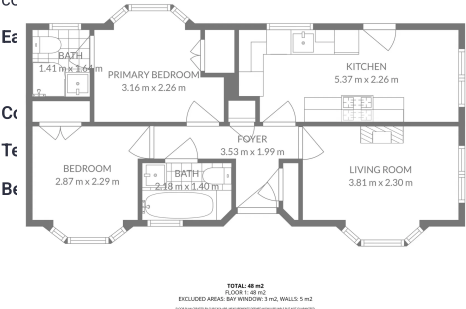 Ea
BATH
1.41 m x 1.64 m
PRIMARY BEDROOM
3.16 m x 2.26 m
KITCHEN
5.37 m x 2.26 m
Co
FOYER
3.53 m x 1.99 m
Te
BEDROOM
2.87 m x 2.29 m
BATH
2.18 m x 1.40 m
LIVING ROOM
3.81 m x 2.30 m
Be
TOTAL: 48 m2
FLOOR 1: 48 m2
EXCLUDED AREAS: BAY WINDOW: 3 m2, WALLS: 5 m2